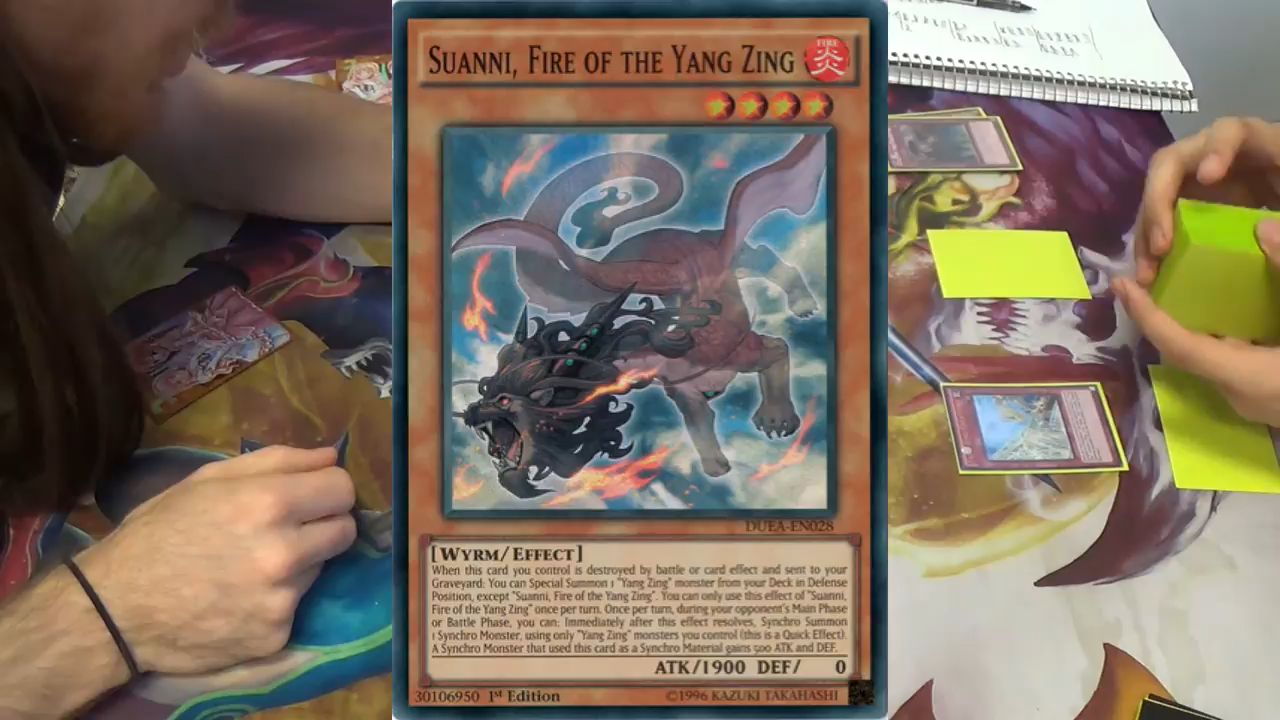 SUANNI, FIRE OF THE YANG ZING
FIRE
炎
DUEA-EN028
[WYRM/EFFECT]
When this card you control is destroyed by battle or card effect and sent to your
Graveyard: You can Special Summon 1 "Yang Zing" monster from your Deck in Defense
Position, except "Suanni, Fire of the Yang Zing". You can only use this effect of "Suanni,
Fire of the Yang Zing" once per turn. Once per turn, during your opponent's Main Phase
or Battle Phase, you can: Immediately after this effect resolves, Synchro Summon
1 Synchro Monster, using only "Yang Zing" monsters you control (this is a Quick Effect).
A Synchro Monster that used this card as a Synchro Material gains 500 ATK and DEF.
ATK/1900 DEF/ 0
30106950 1st Edition
©1996 KAZUKI TAKAHASHI